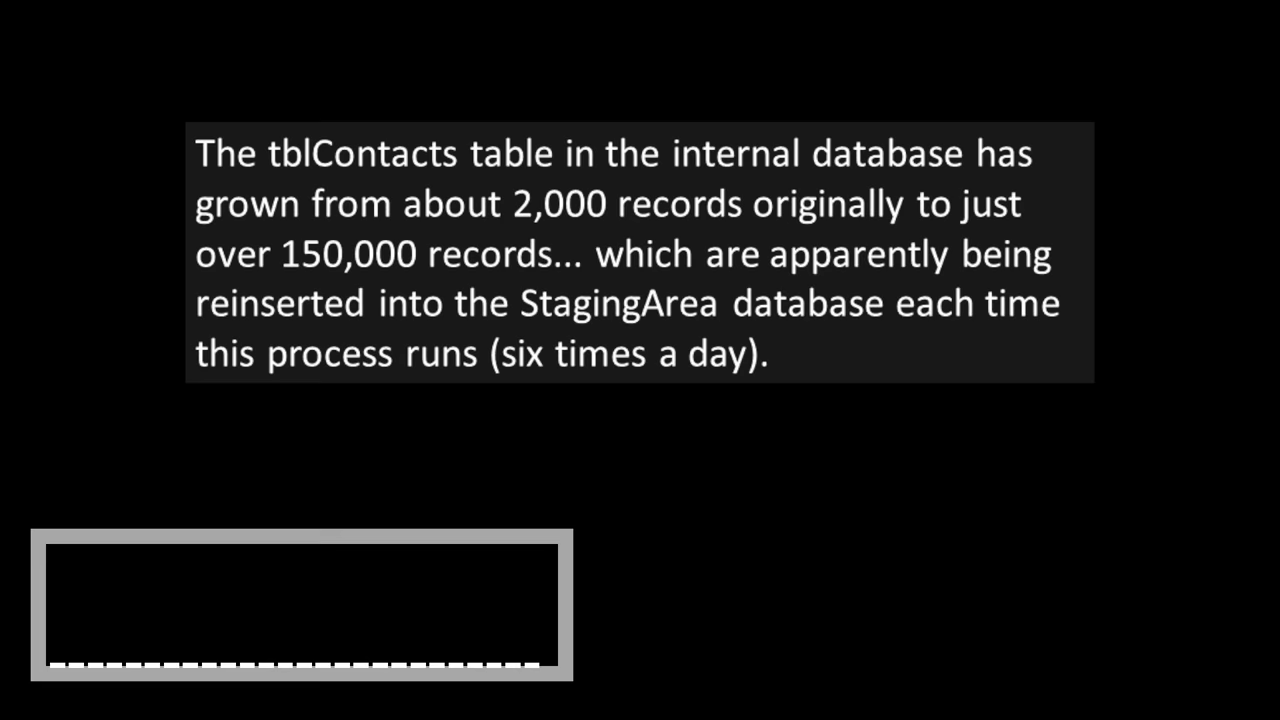 The tblContacts table in the internal database has
grown from about 2,000 records originally to just
over 150,000 records... which are apparently being
reinserted into the StagingArea database each time
this process runs (six times a day).